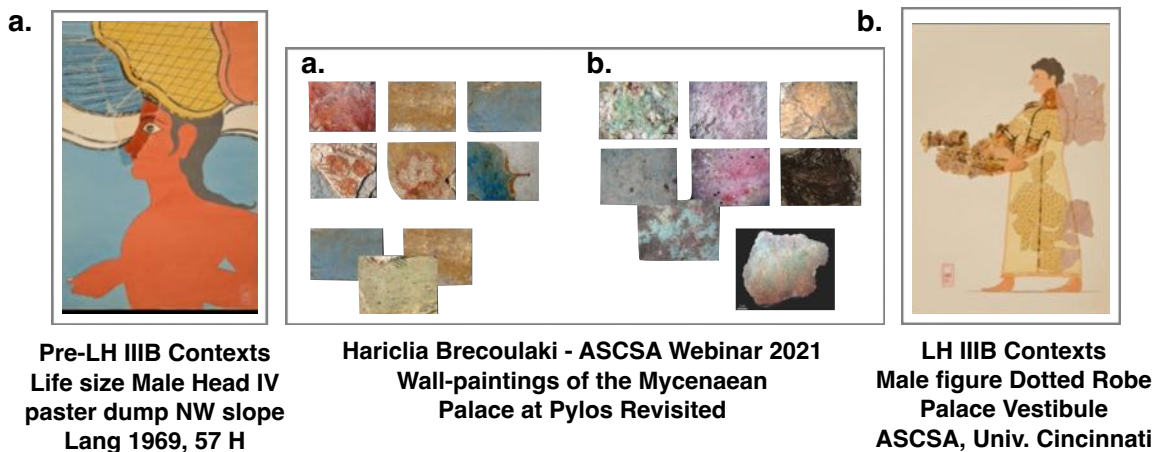 a.
b.
a.
b.
Pre-LH IIIB Contexts
Life size Male Head IV
paster dump NW slope
Lang 1969, 57 H
Hariclia Brecoulaki - ASCSA Webinar 2021
Wall-paintings of the Mycenaean
Palace at Pylos Revisited
LH IIIB Contexts
Male figure Dotted Robe
Palace Vestibule
ASCSA, Univ. Cincinnati